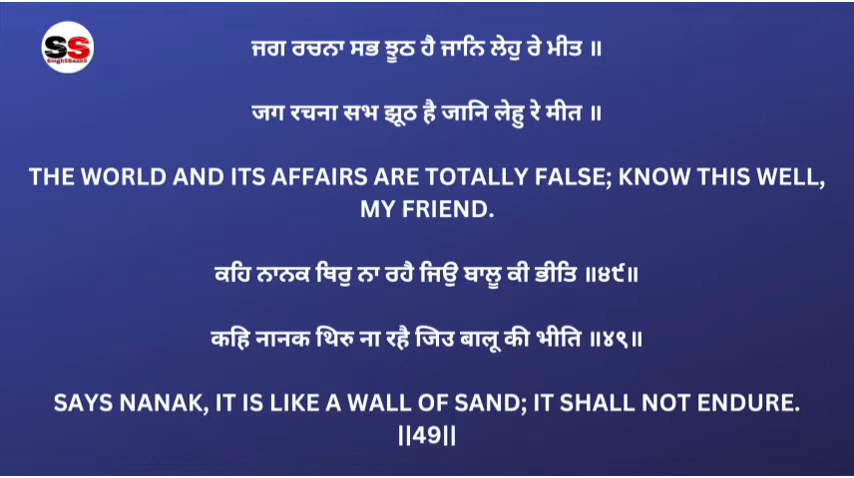 SS
SinghSbadS
ਜਗ ਰਚਨਾ ਸਭ ਝੂਠ ਹੈ ਜਾਨਿ ਲੇਹੁ ਰੇ ਮੀਤ ॥
जग रचना सभ झूठ है जानि लेहु रे मीत ॥
THE WORLD AND ITS AFFAIRS ARE TOTALLY FALSE; KNOW THIS WELL,
MY FRIEND.
ਕਹਿ ਨਾਨਕ ਥਿਰੁ ਨਾ ਰਹੈ ਜਿਉ ਬਾਲੂ ਕੀ ਭੀਤਿ ॥੪੯॥
कहि नानक थिरु ना रहै जिउ बालू की भीति ॥४९॥
SAYS NANAK, IT IS LIKE A WALL OF SAND; IT SHALL NOT ENDURE.
||49||